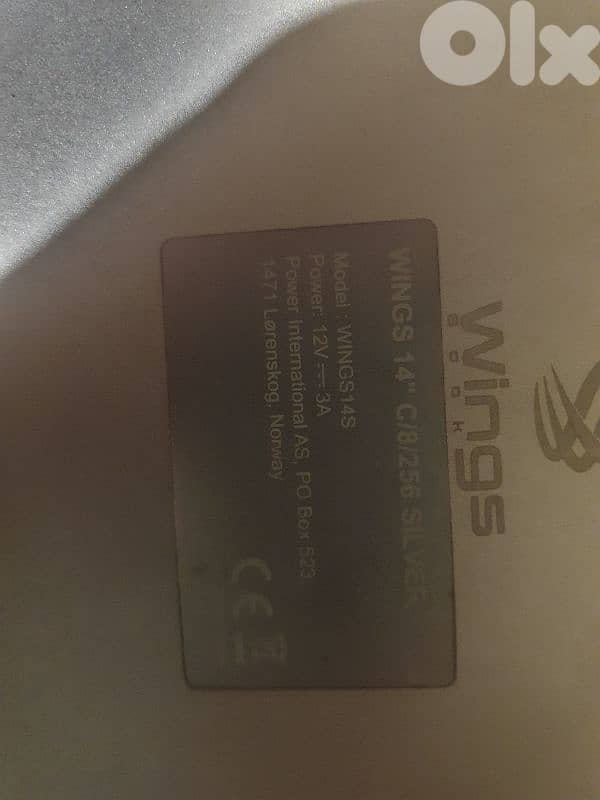 Olx
wings
book
WINGS 14" C/8/256 SILVER
Model : WINGS14S
Power: 12V⎓3A
Power International AS, PO Box 523
1471 Lørenskog, Norway
CE